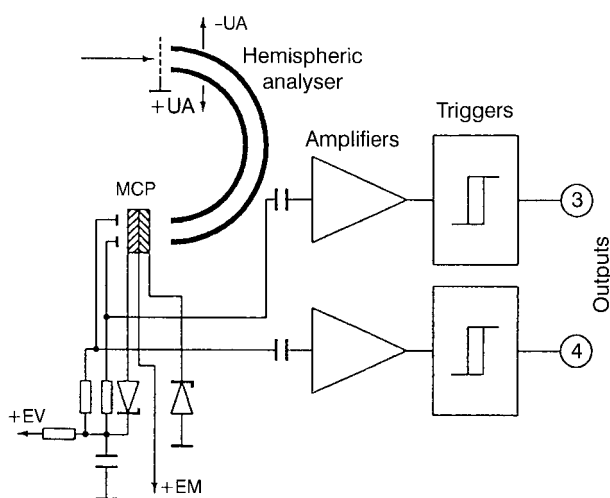 -UA
Hemispheric
analyser
+UA
Triggers
Amplifiers
MCP
3
Outputs
4
+EV
+EM